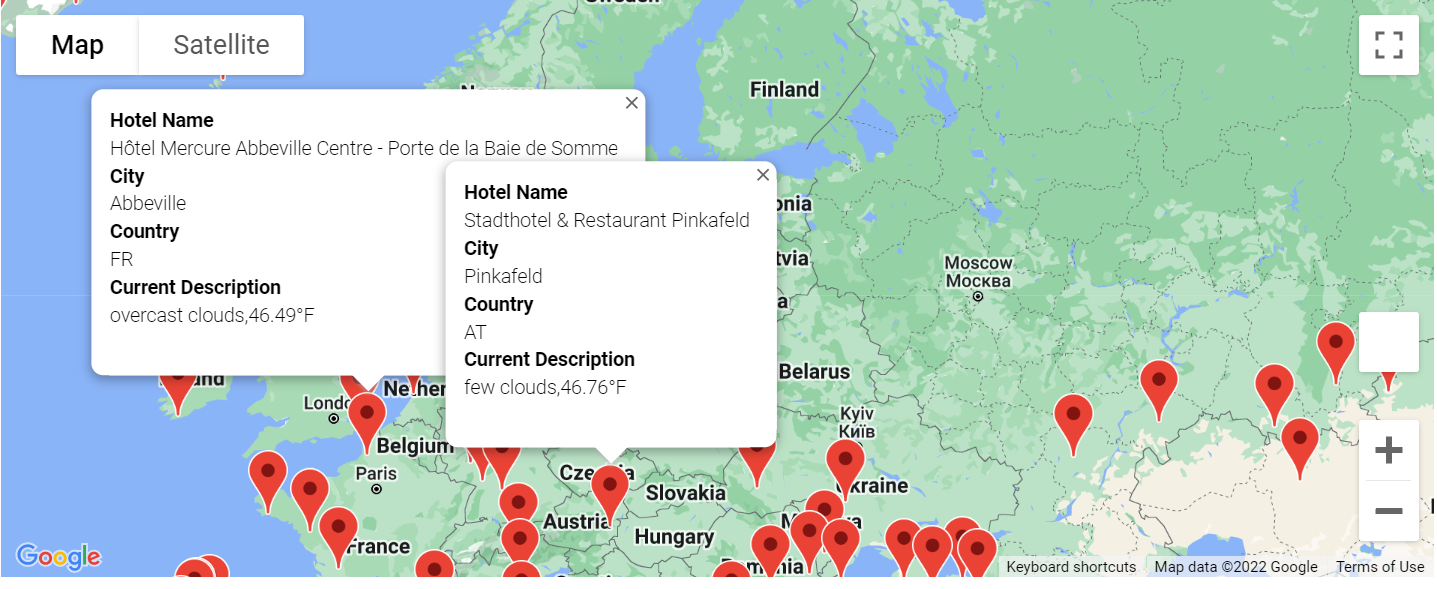 Sweden
Map
Satellite
Finland
Hotel Name
Hôtel Mercure Abbeville Centre - Porte de la Baie de Somme
City
Abbeville
Country
FR
Current Description
overcast clouds,46.49°F
Hotel Name
Stadthotel & Restaurant Pinkafeld
City
Pinkafeld
Country
AT
Current Description
few clouds,46.76°F
Moscow
Москва
Belarus
Kyiv
Київ
Belgium
Paris
Slovakia
Ukraine
Austria
Hungary
France
Romania
Google
Keyboard shortcuts
Map data ©2022 Google
Terms of Use